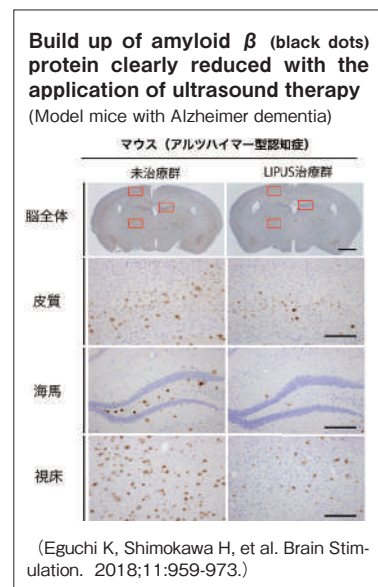 Build up of amyloid β (black dots)
protein clearly reduced with the
application of ultrasound therapy
(Model mice with Alzheimer dementia)
マウス（アルツハイマー型認知症）
未治療群 LIPUS治療群
脳全体
皮質
海馬
視床
（Eguchi K, Shimokawa H, et al. Brain Stim-
ulation. 2018;11:959-973.）